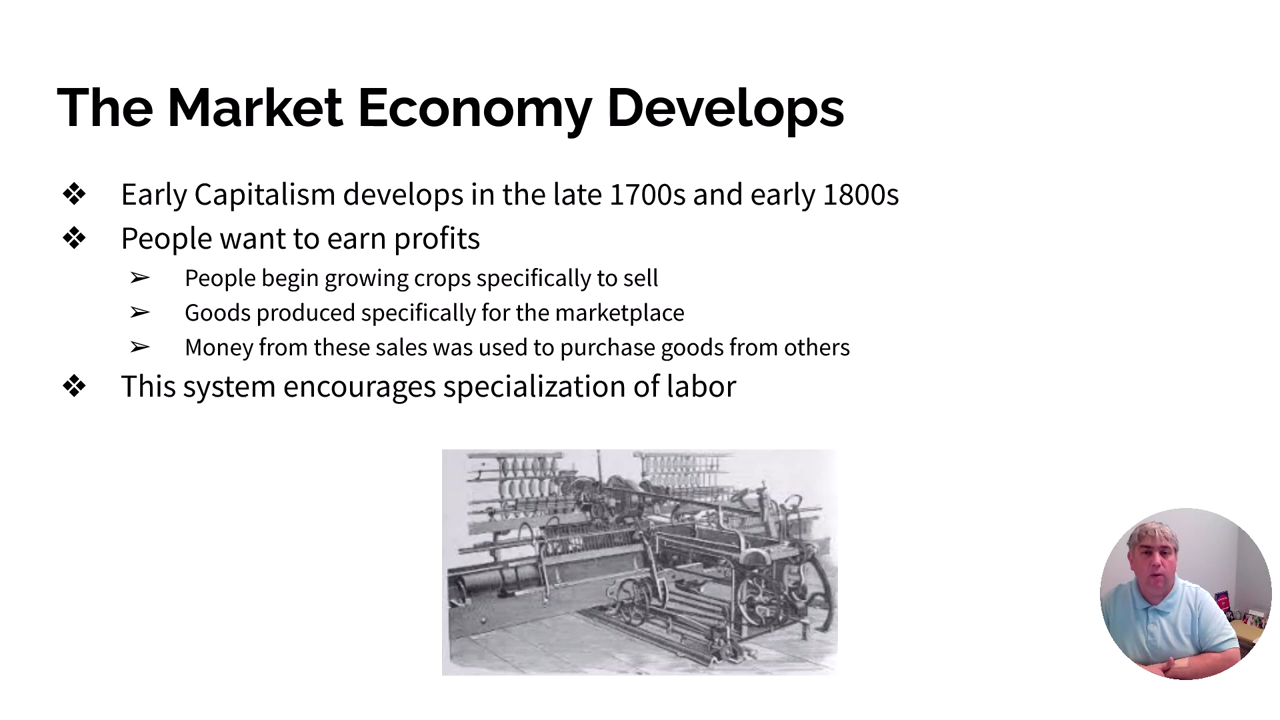 The Market Economy Develops
❖ Early Capitalism develops in the late 1700s and early 1800s
❖ People want to earn profits
➢ People begin growing crops specifically to sell
➢ Goods produced specifically for the marketplace
➢ Money from these sales was used to purchase goods from others
❖ This system encourages specialization of labor